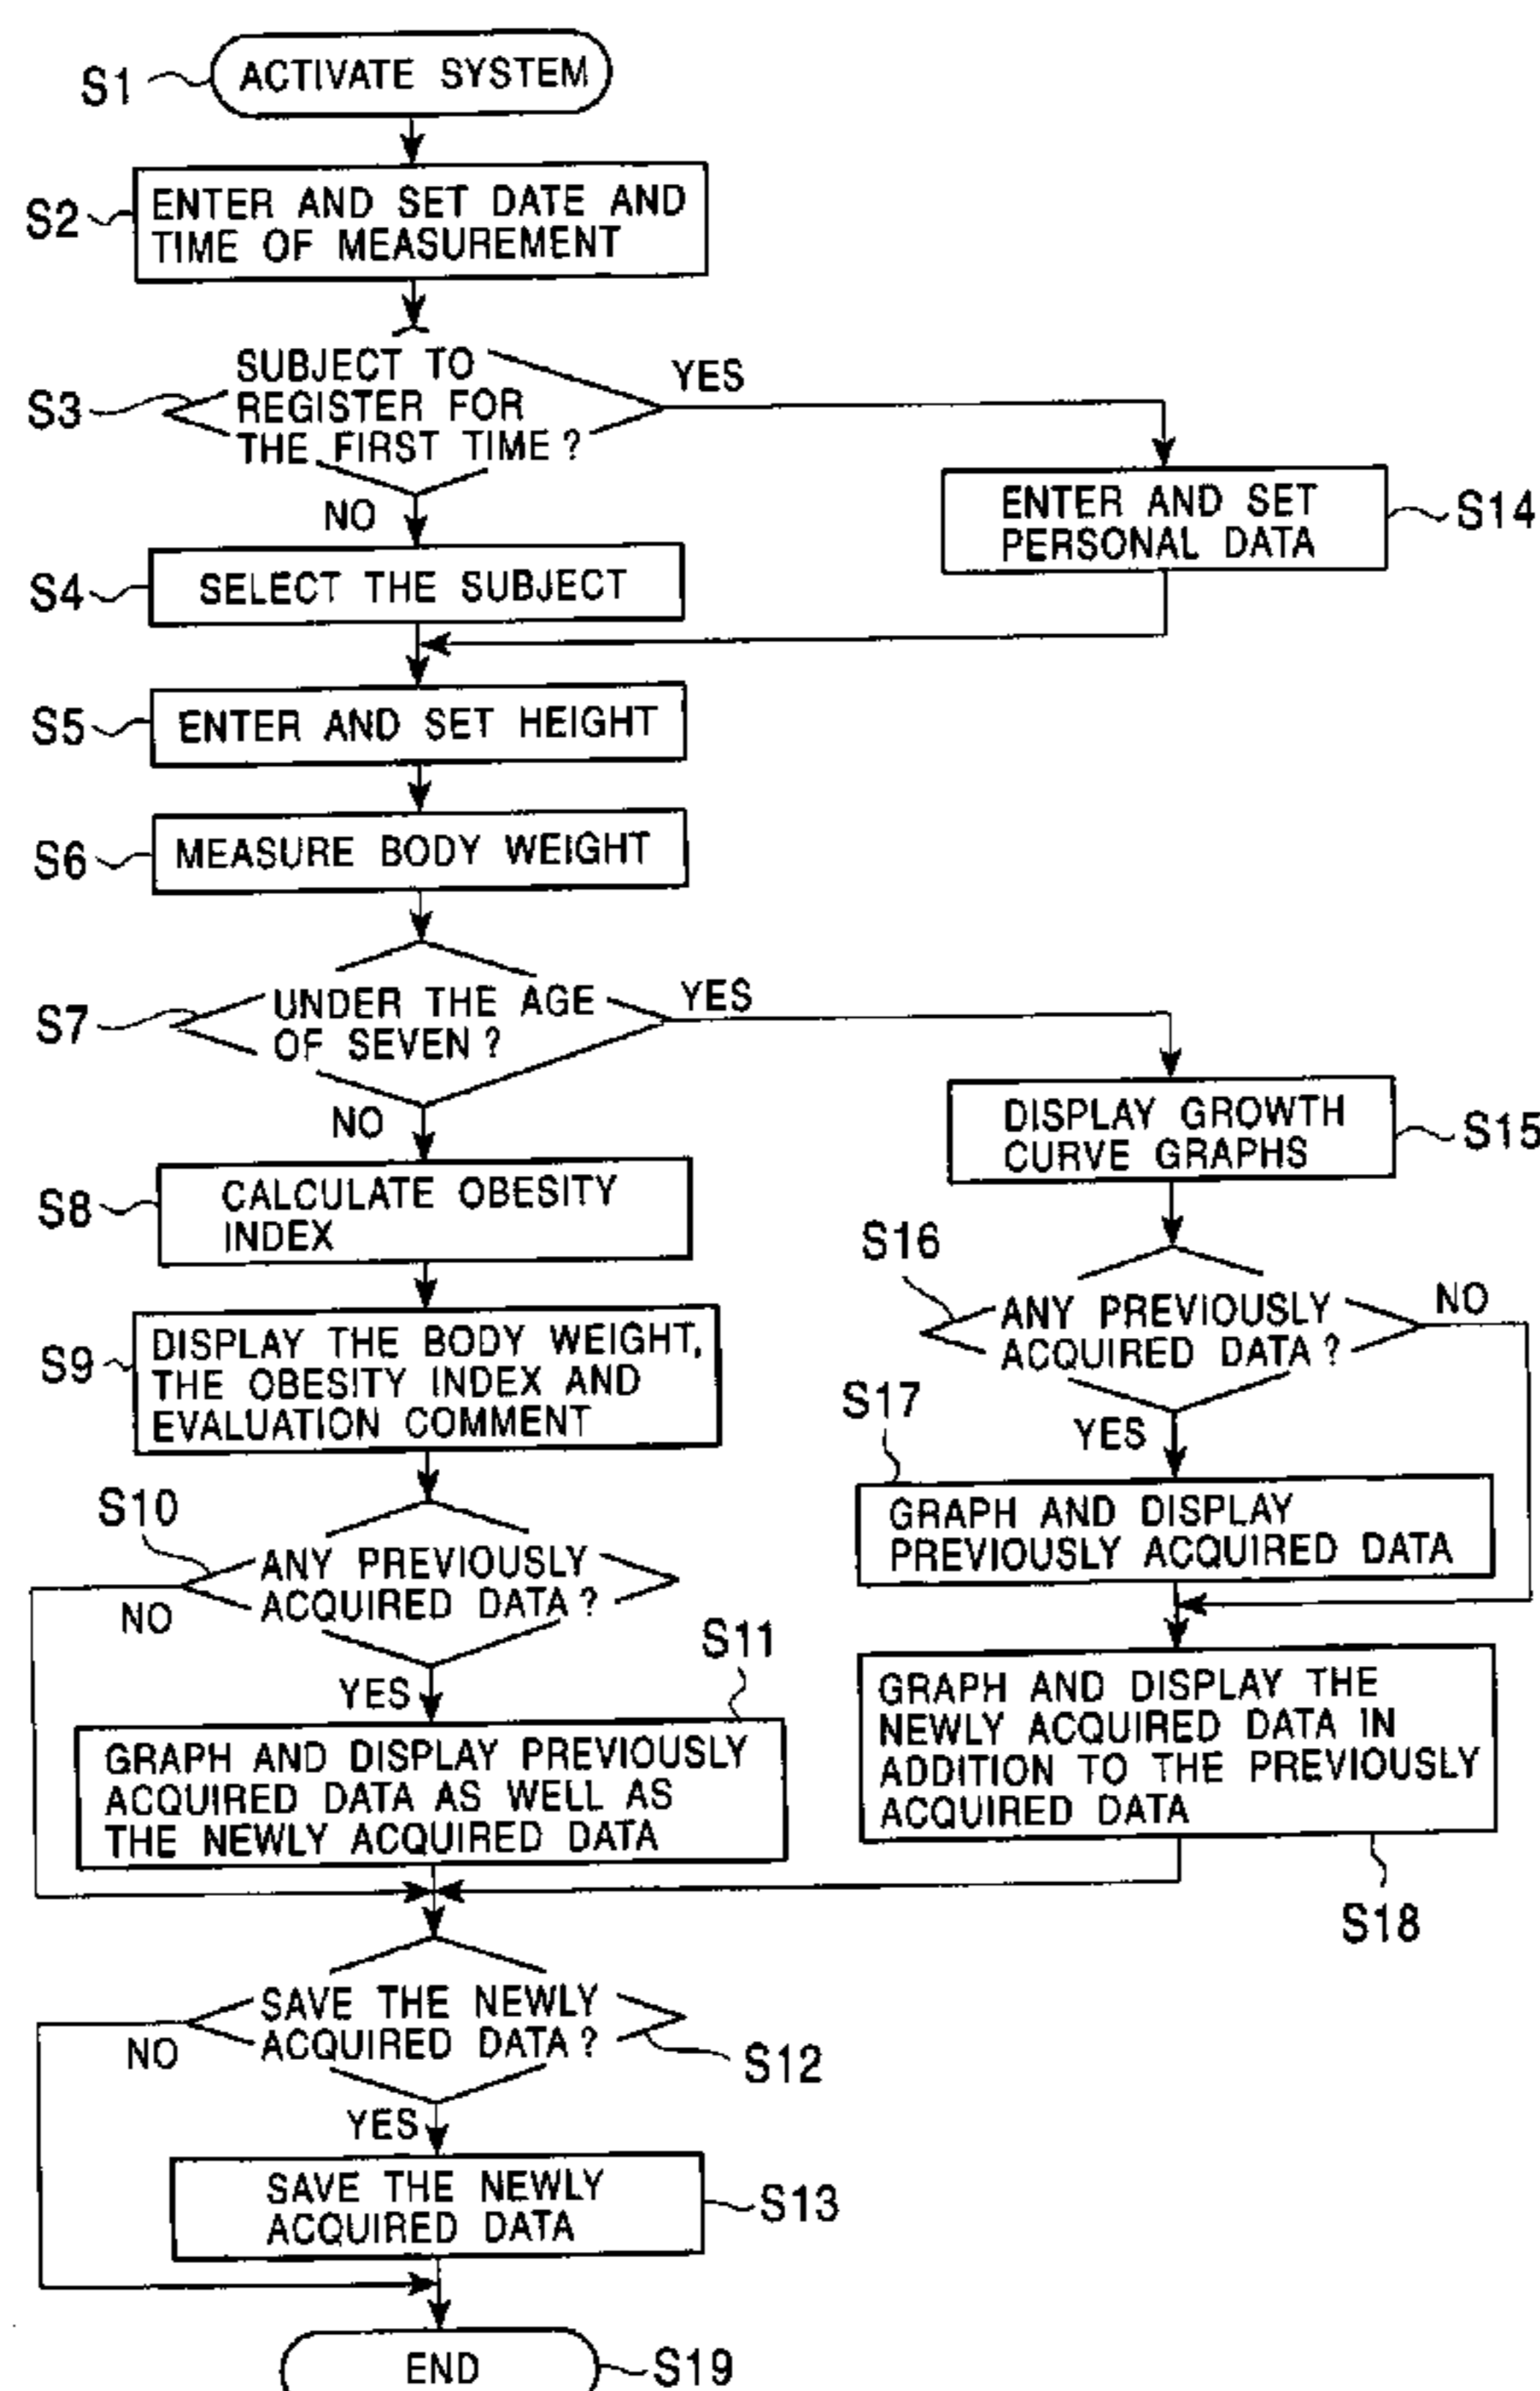 S1
ACTIVATE SYSTEM
S2
ENTER AND SET DATE AND
TIME OF MEASUREMENT
S3
SUBJECT TO
REGISTER FOR
THE FIRST TIME?
YES
NO
S14
ENTER AND SET
PERSONAL DATA
S4
SELECT THE SUBJECT
S5
ENTER AND SET HEIGHT
S6
MEASURE BODY WEIGHT
S7
UNDER THE AGE
OF SEVEN?
YES
NO
S8
CALCULATE OBESITY
INDEX
S9
DISPLAY THE BODY WEIGHT,
THE OBESITY INDEX AND
EVALUATION COMMENT
S10
ANY PREVIOUSLY
ACQUIRED DATA?
NO
YES
S11
GRAPH AND DISPLAY PREVIOUSLY
ACQUIRED DATA AS WELL AS
THE NEWLY ACQUIRED DATA
S15
DISPLAY GROWTH
CURVE GRAPHS
S16
ANY PREVIOUSLY
ACQUIRED DATA?
NO
YES
S17
GRAPH AND DISPLAY
PREVIOUSLY ACQUIRED DATA
GRAPH AND DISPLAY THE
NEWLY ACQUIRED DATA IN
ADDITION TO THE PREVIOUSLY
ACQUIRED DATA
S18
SAVE THE NEWLY
ACQUIRED DATA?
NO
S12
YES
SAVE THE NEWLY
ACQUIRED DATA
S13
END
S19